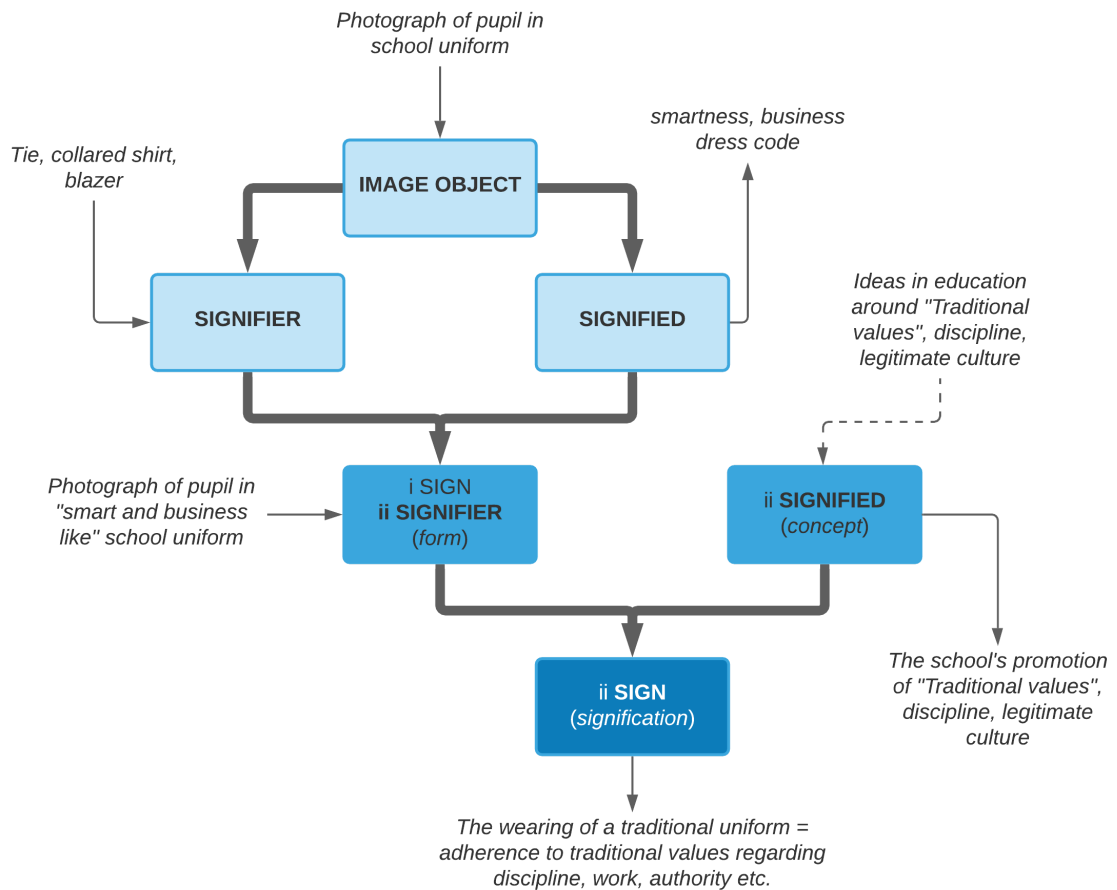 Photograph of pupil in
school uniform
smartness, business
dress code
Tie, collared shirt,
blazer
IMAGE OBJECT
SIGNIFIER
SIGNIFIED
Ideas in education
around "Traditional
values", discipline,
legitimate culture
Photograph of pupil in
"smart and business
like" school uniform
i SIGN
ii SIGNIFIER
(form)
ii SIGNIFIED
(concept)
ii SIGN
(signification)
The school's promotion
of "Traditional values",
discipline, legitimate
culture
The wearing of a traditional uniform =
adherence to traditional values regarding
discipline, work, authority etc.